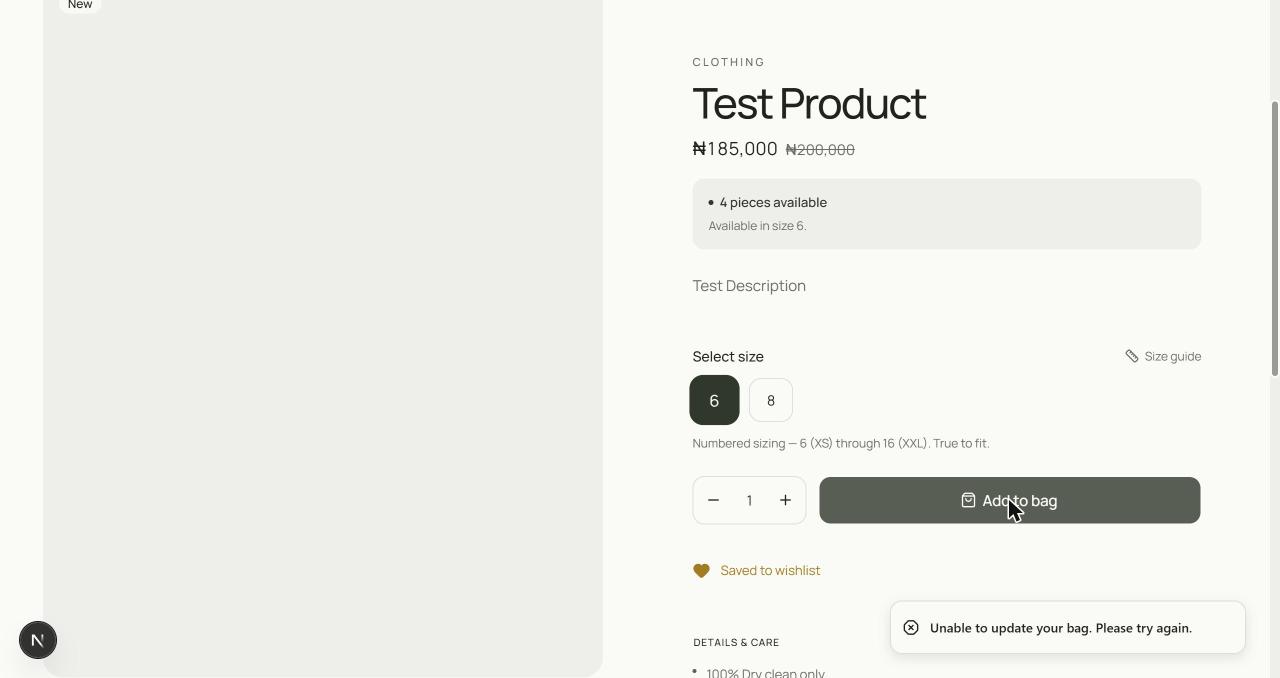 New
CLOTHING
Test Product
₦185,000 ₦200,000
• 4 pieces available
Available in size 6.
Test Description
Select size
Size guide
6
8
Numbered sizing — 6 (XS) through 16 (XXL). True to fit.
1
Add to bag
Saved to wishlist
N
Unable to update your bag. Please try again.
DETAILS & CARE
• 100% Dry clean only